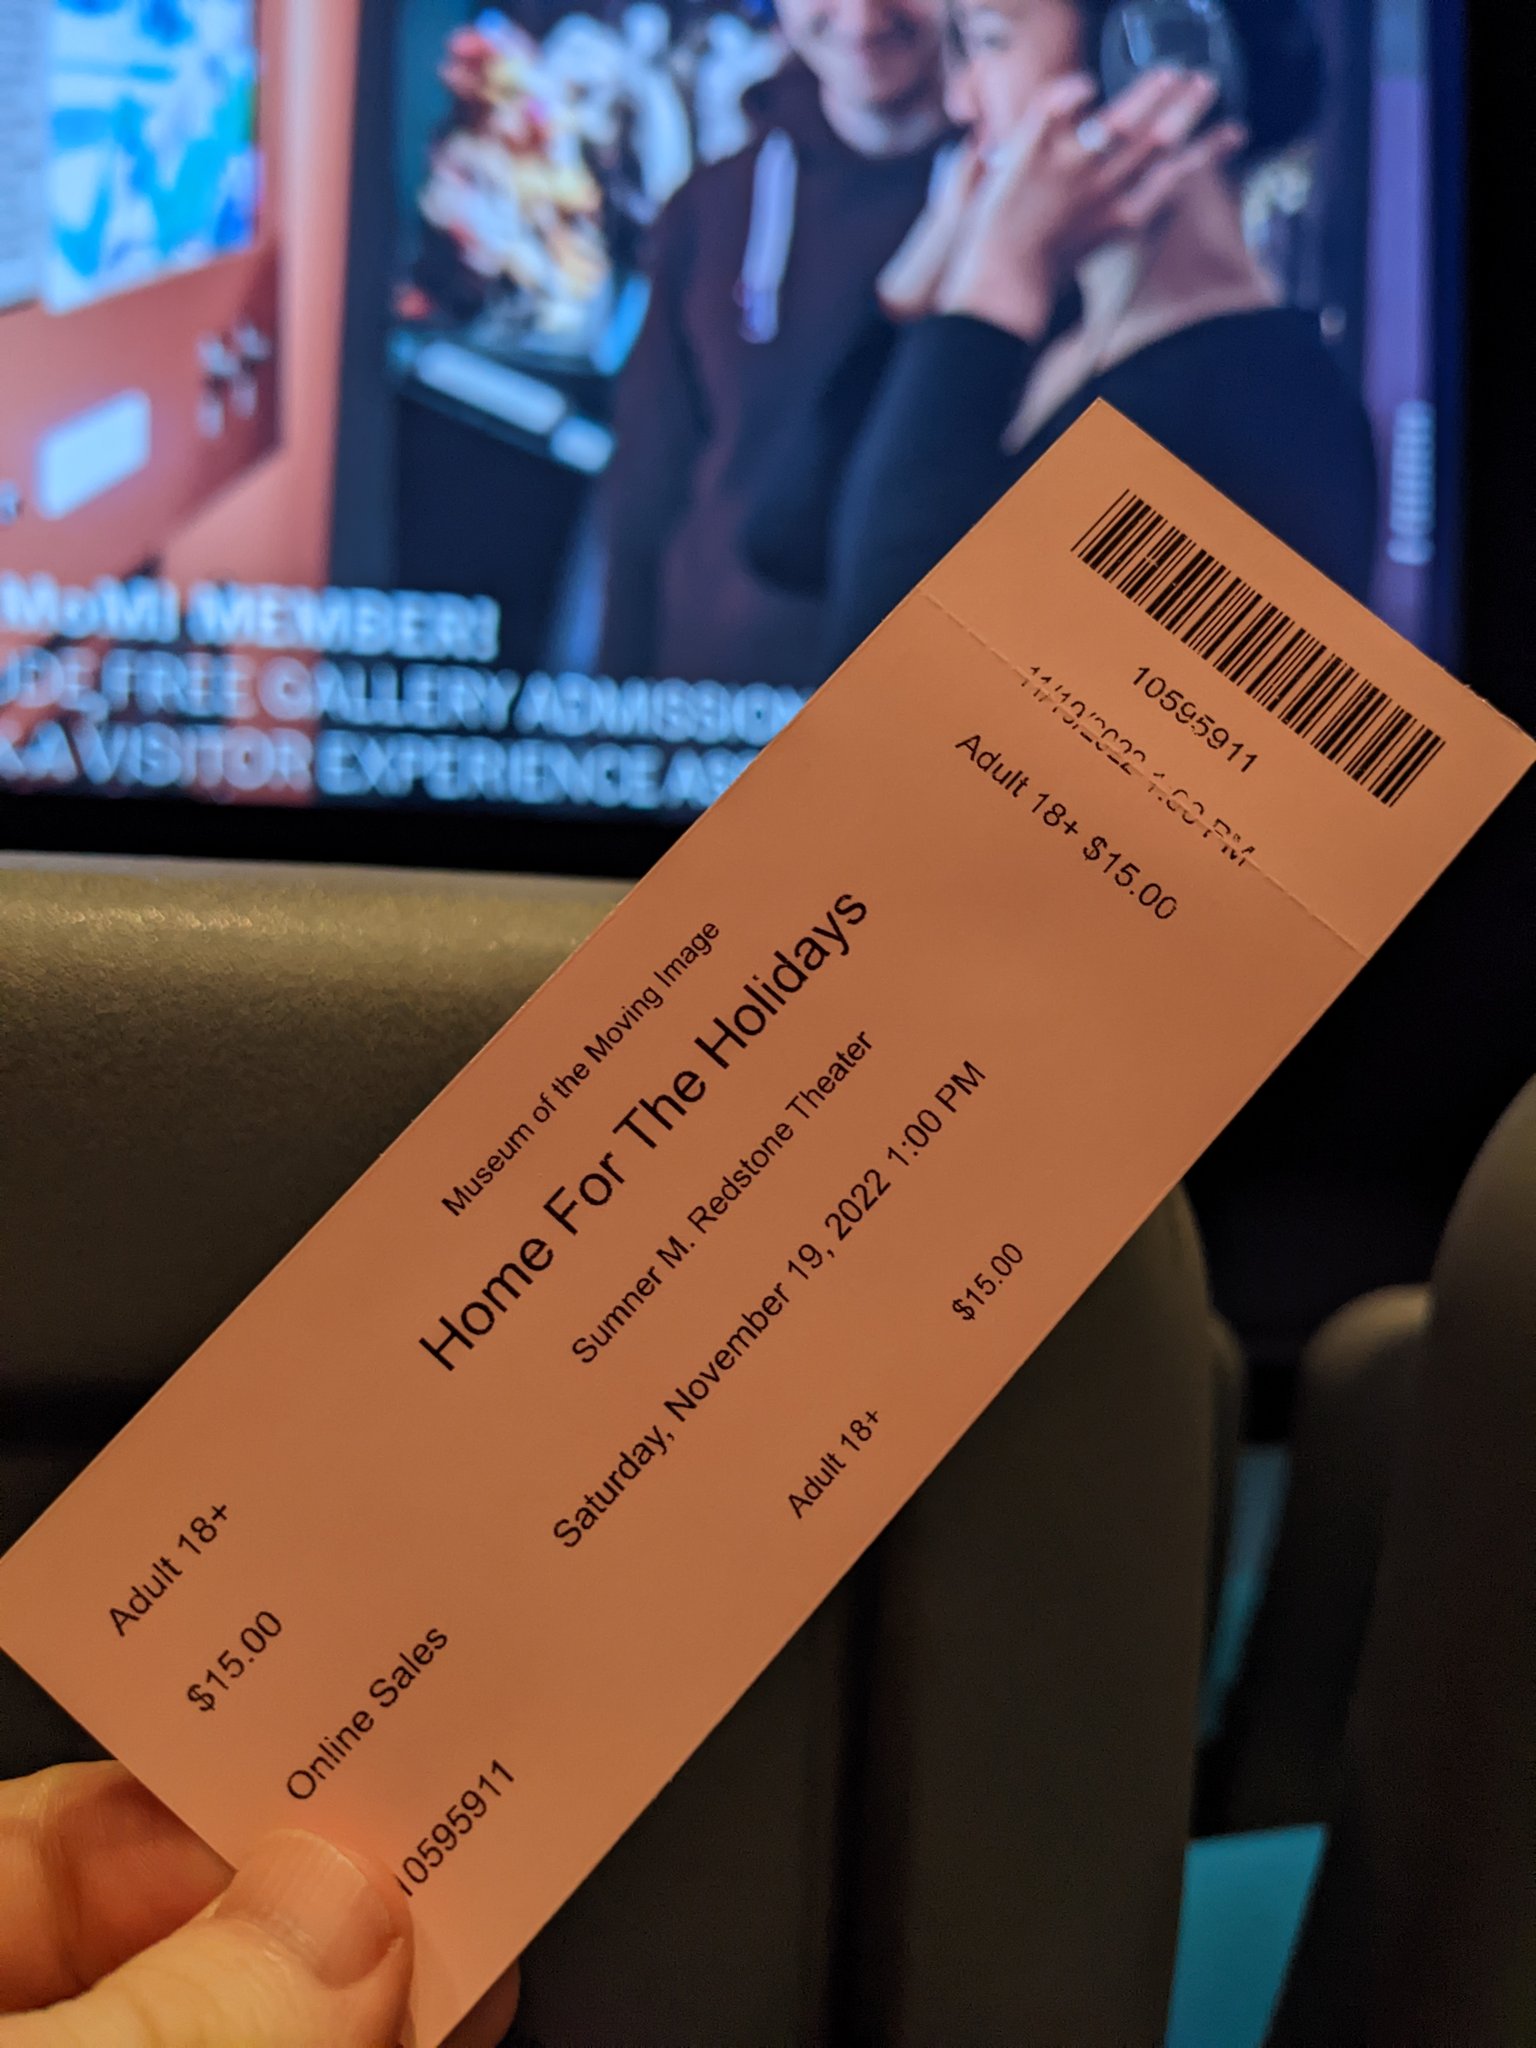 MoMI MEMBER!
FREE GALLERY ADMISSION
A VISITOR EXPERIENCE
10595911
11/19/2022 1:00 PM
Adult 18+ $15.00
Museum of the Moving Image
Home For The Holidays
Sumner M. Redstone Theater
Saturday, November 19, 2022 1:00 PM
Adult 18+ $15.00
Adult 18+
$15.00
Online Sales
10595911